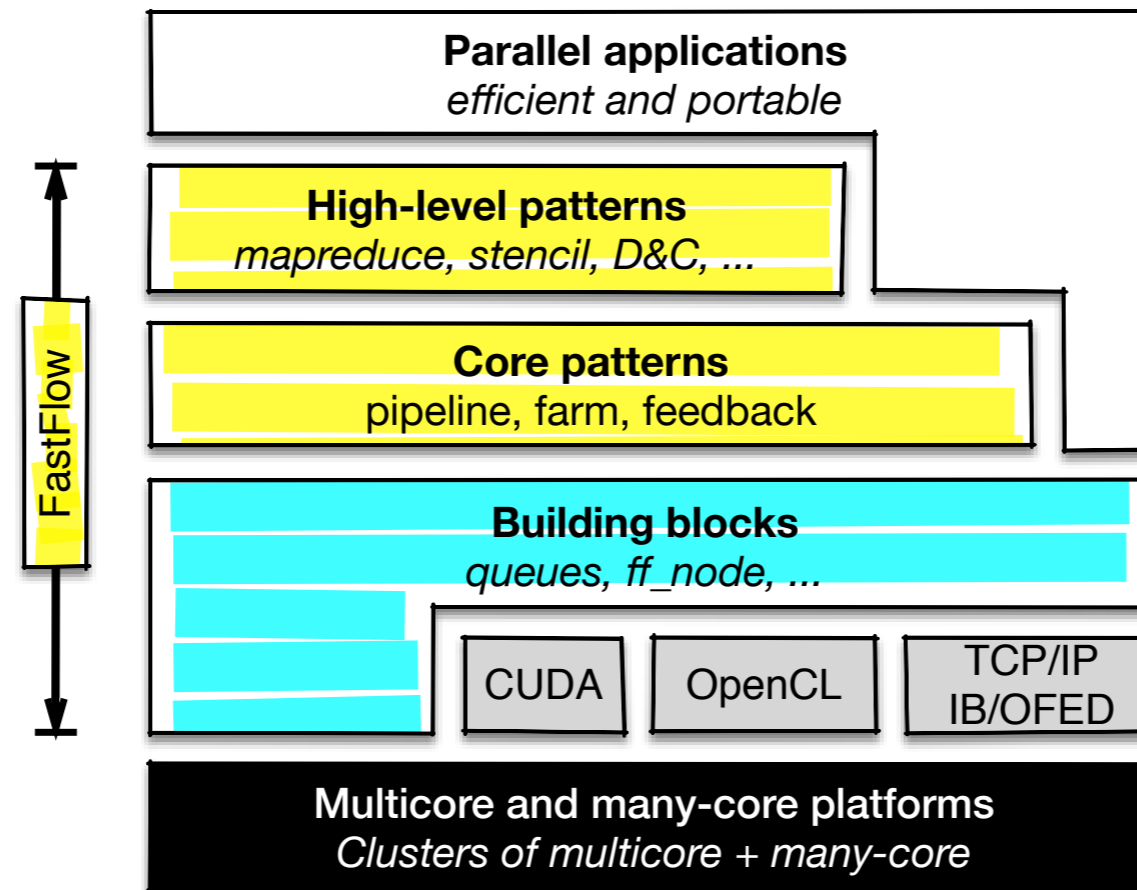 Parallel applications
efficient and portable
High-level patterns
mapreduce, stencil, D&C, ...
FastFlow
Core patterns
pipeline, farm, feedback
Building blocks
queues, ff_node, ...
CUDA
OpenCL
TCP/IP
IB/OFED
Multicore and many-core platforms
Clusters of multicore + many-core